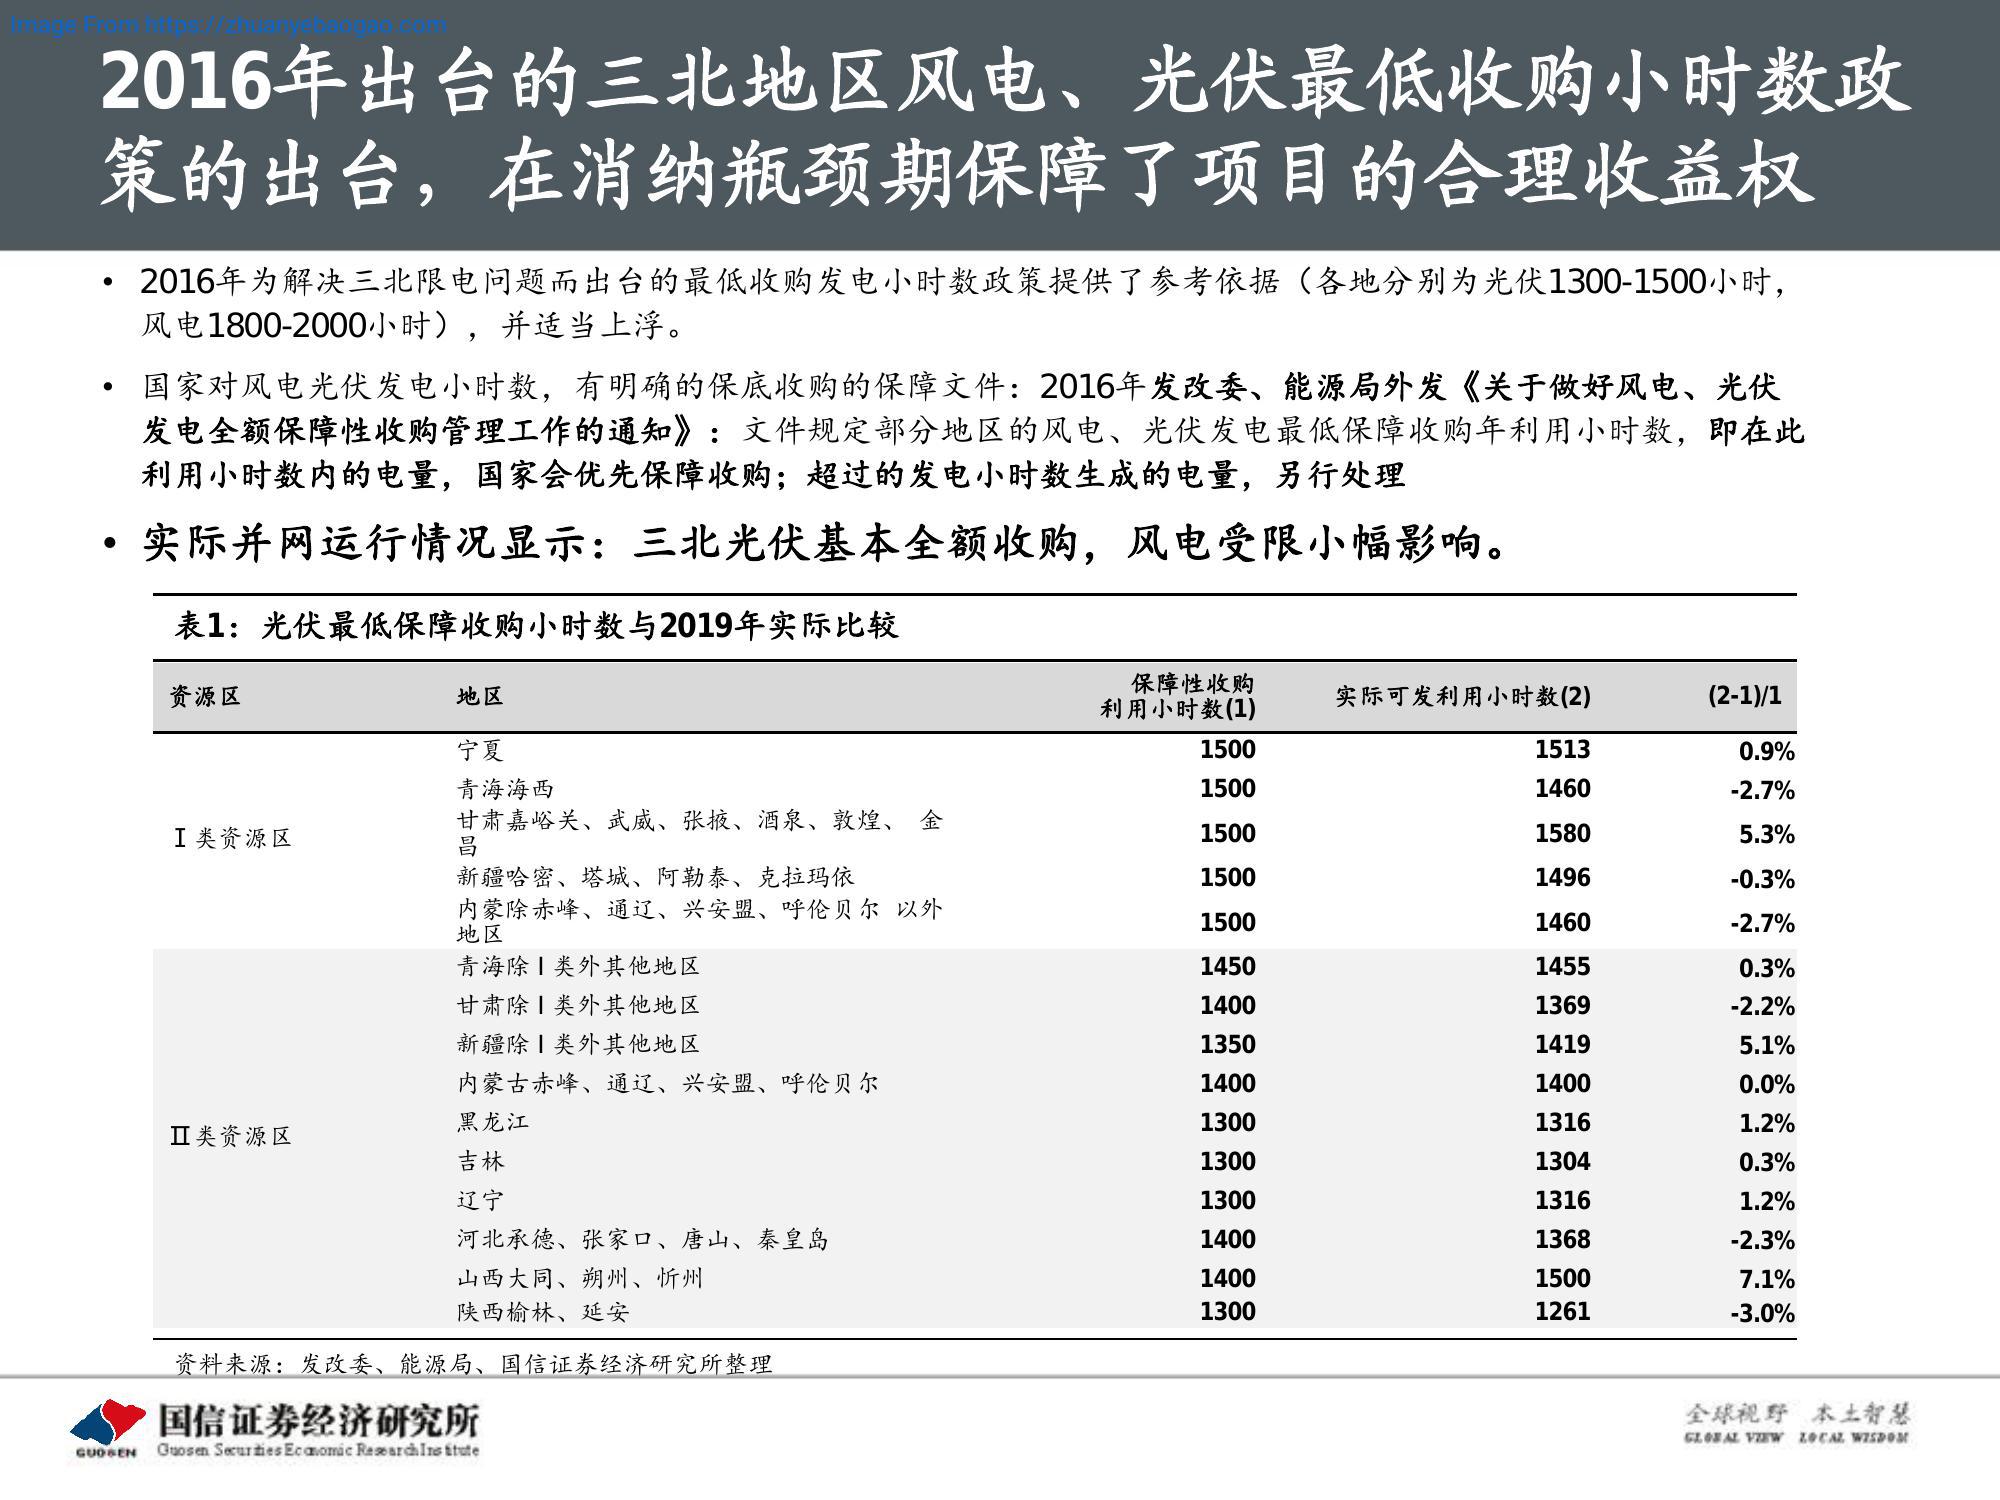 Image From https://zhuanyebaogao.com
2016年出台的三北地区风电、光伏最低收购小时数政
策的出台，在消纳瓶颈期保障了项目的合理收益权
• 2016年为解决三北限电问题而出台的最低收购发电小时数政策提供了参考依据（各地分别为光伏1300-1500小时，
风电1800-2000小时），并适当上浮。
• 国家对风电光伏发电小时数，有明确的保底收购的保障文件：2016年发改委、能源局外发《关于做好风电、光伏
发电全额保障性收购管理工作的通知》：文件规定部分地区的风电、光伏发电最低保障收购年利用小时数，即在此
利用小时数内的电量，国家会优先保障收购；超过的发电小时数生成的电量，另行处理
• 实际并网运行情况显示：三北光伏基本全额收购，风电受限小幅影响。
表1：光伏最低保障收购小时数与2019年实际比较
资源区 地区 保障性收购 利用小时数(1) 实际可发利用小时数(2) (2-1)/1
宁夏 1500 1513 0.9%
青海海西 1500 1460 -2.7%
Ⅰ类资源区
甘肃嘉峪关、武威、张掖、酒泉、敦煌、 金
昌 1500 1580 5.3%
新疆哈密、塔城、阿勒泰、克拉玛依 1500 1496 -0.3%
内蒙除赤峰、通辽、兴安盟、呼伦贝尔 以外
地区 1500 1460 -2.7%
青海除Ⅰ类外其他地区 1450 1455 0.3%
甘肃除Ⅰ类外其他地区 1400 1369 -2.2%
新疆除Ⅰ类外其他地区 1350 1419 5.1%
内蒙古赤峰、通辽、兴安盟、呼伦贝尔 1400 1400 0.0%
黑龙江 1300 1316 1.2%
Ⅱ类资源区
吉林 1300 1304 0.3%
辽宁 1300 1316 1.2%
河北承德、张家口、唐山、秦皇岛 1400 1368 -2.3%
山西大同、朔州、忻州 1400 1500 7.1%
陕西榆林、延安 1300 1261 -3.0%
资料来源：发改委、能源局、国信证券经济研究所整理
GUOSEN
国信证券经济研究所
Guosen Securities Economic Research Institute
全球视野 本土智慧
GLOBAL VIEW LOCAL WISDOM